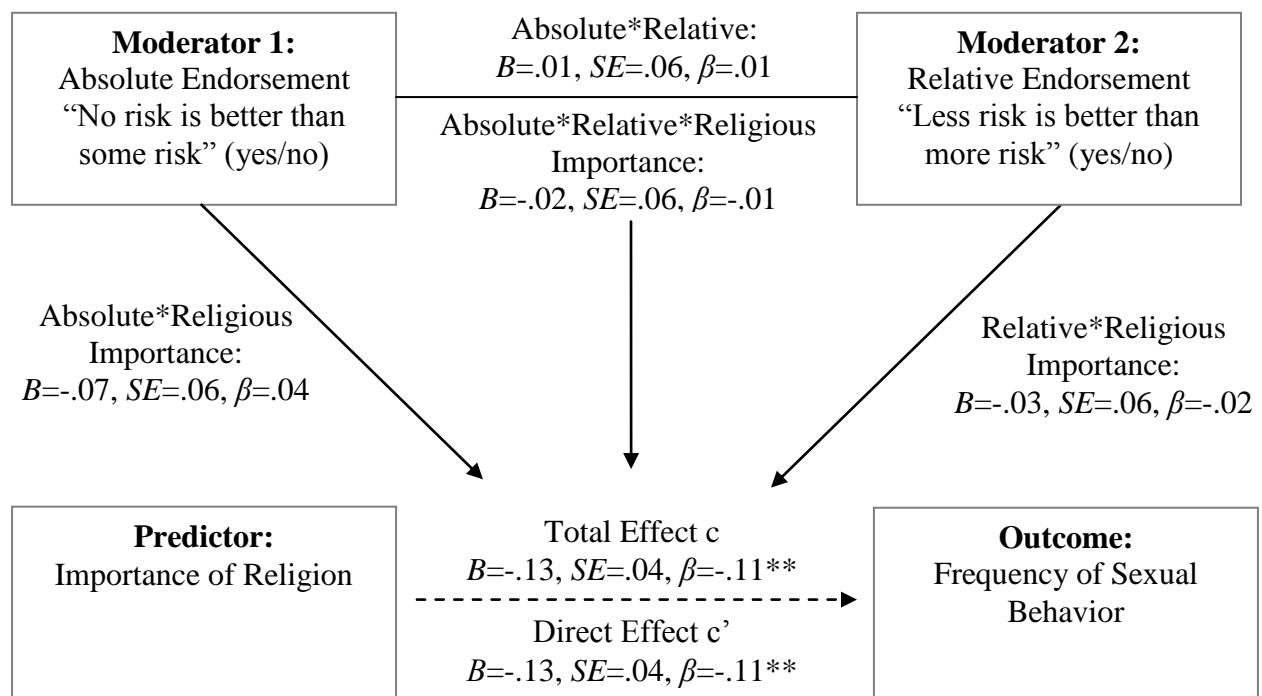 Moderator 1:
Absolute Endorsement
“No risk is better than
some risk” (yes/no)
Absolute*Relative:
B=.01, SE=.06, β=.01
Absolute*Relative*Religious
Importance:
B=-.02, SE=.06, β=-.01
Moderator 2:
Relative Endorsement
“Less risk is better than
more risk” (yes/no)
Absolute*Religious
Importance:
B=-.07, SE=.06, β=.04
Relative*Religious
Importance:
B=-.03, SE=.06, β=-.02
Predictor:
Importance of Religion
Total Effect c
B=-.13, SE=.04, β=-.11**
Direct Effect c’
B=-.13, SE=.04, β=-.11**
Outcome:
Frequency of Sexual
Behavior